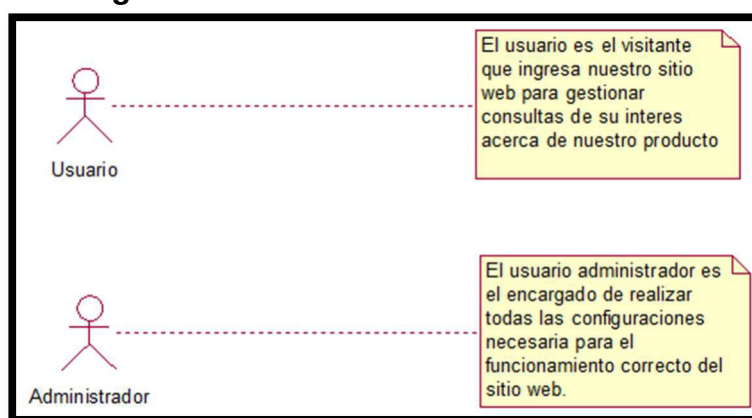 El usuario es el visitante
que ingresa nuestro sitio
web para gestionar
consultas de su interes
acerca de nuestro producto
Usuario
El usuario administrador es
el encargado de realizar
todas las configuraciones
necesaria para el
funcionamiento correcto del
sitio web.
Administrador